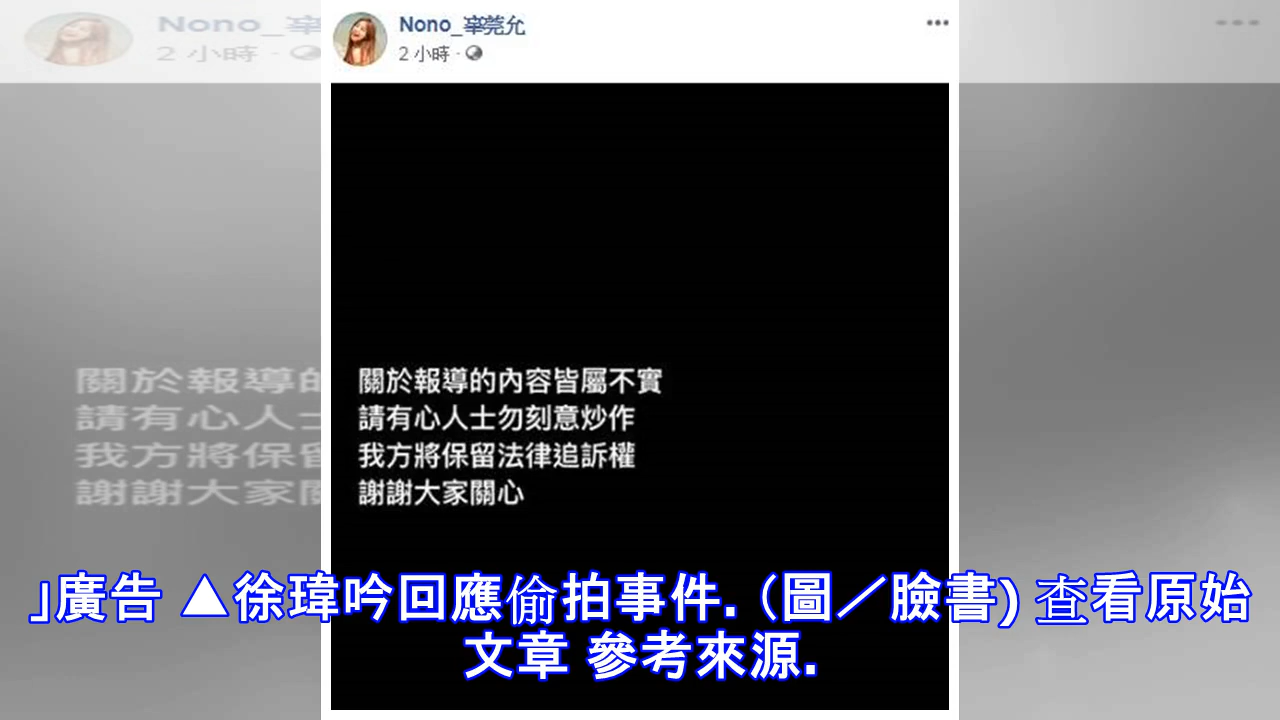 Nono_辜莞允
2 小時
關於報導的內容皆屬不實
請有心人士勿刻意炒作
我方將保留法律追訴權
謝謝大家關心
」廣告 ▲徐瑋吟回應偷拍事件.（圖／臉書) 查看原始
文章 參考來源.